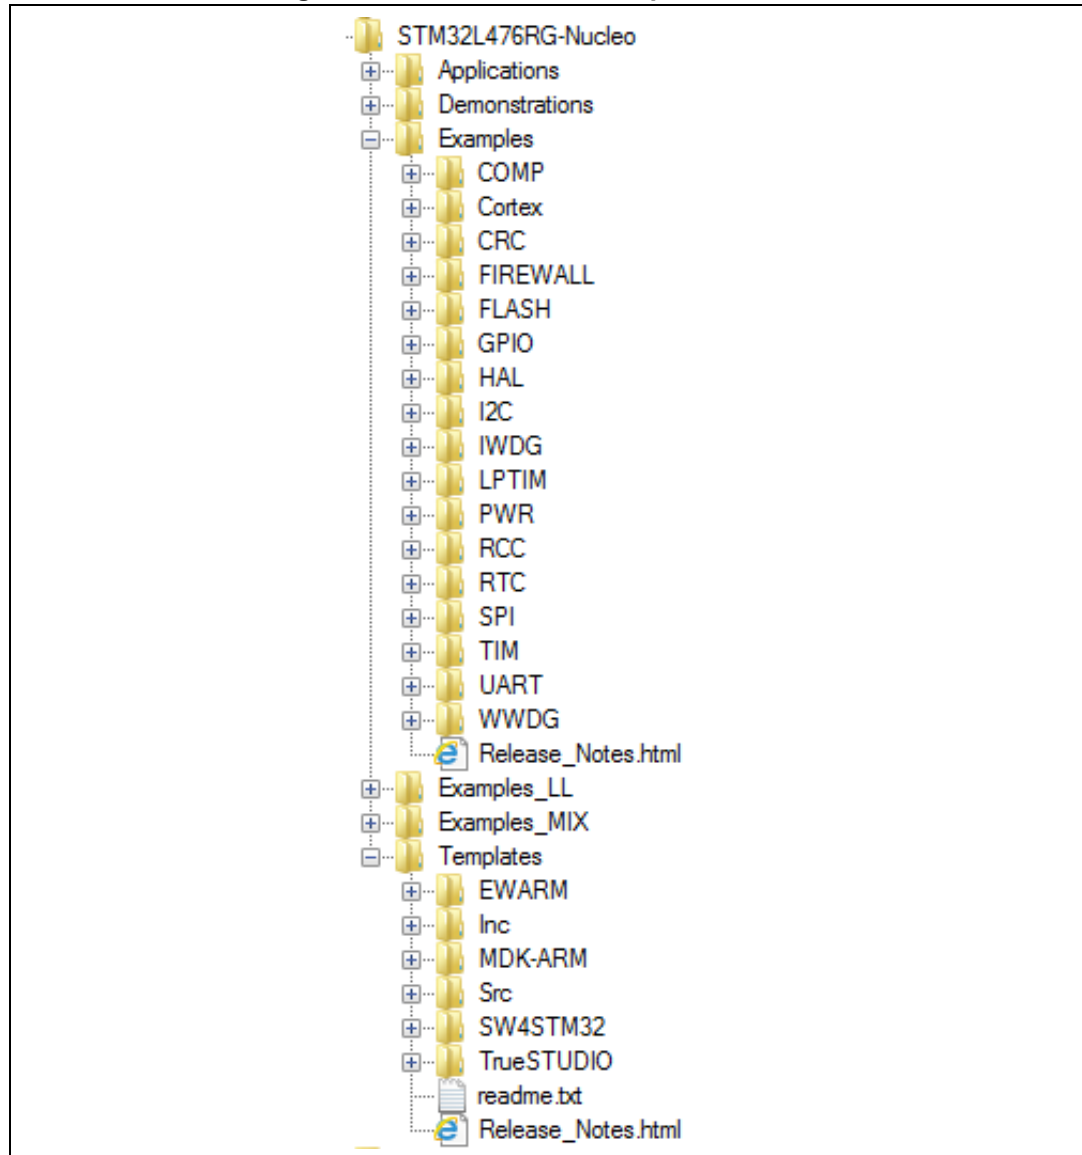 STM32L476RG-Nucleo
Applications
Demonstrations
Examples
COMP
Cortex
CRC
FIREWALL
FLASH
GPIO
HAL
I2C
IWDG
LPTIM
PWR
RCC
RTC
SPI
TIM
UART
WWDG
Release_Notes.html
Examples_LL
Examples_MIX
Templates
EWARM
Inc
MDK-ARM
Src
SW4STM32
TrueSTUDIO
readme.txt
Release_Notes.html